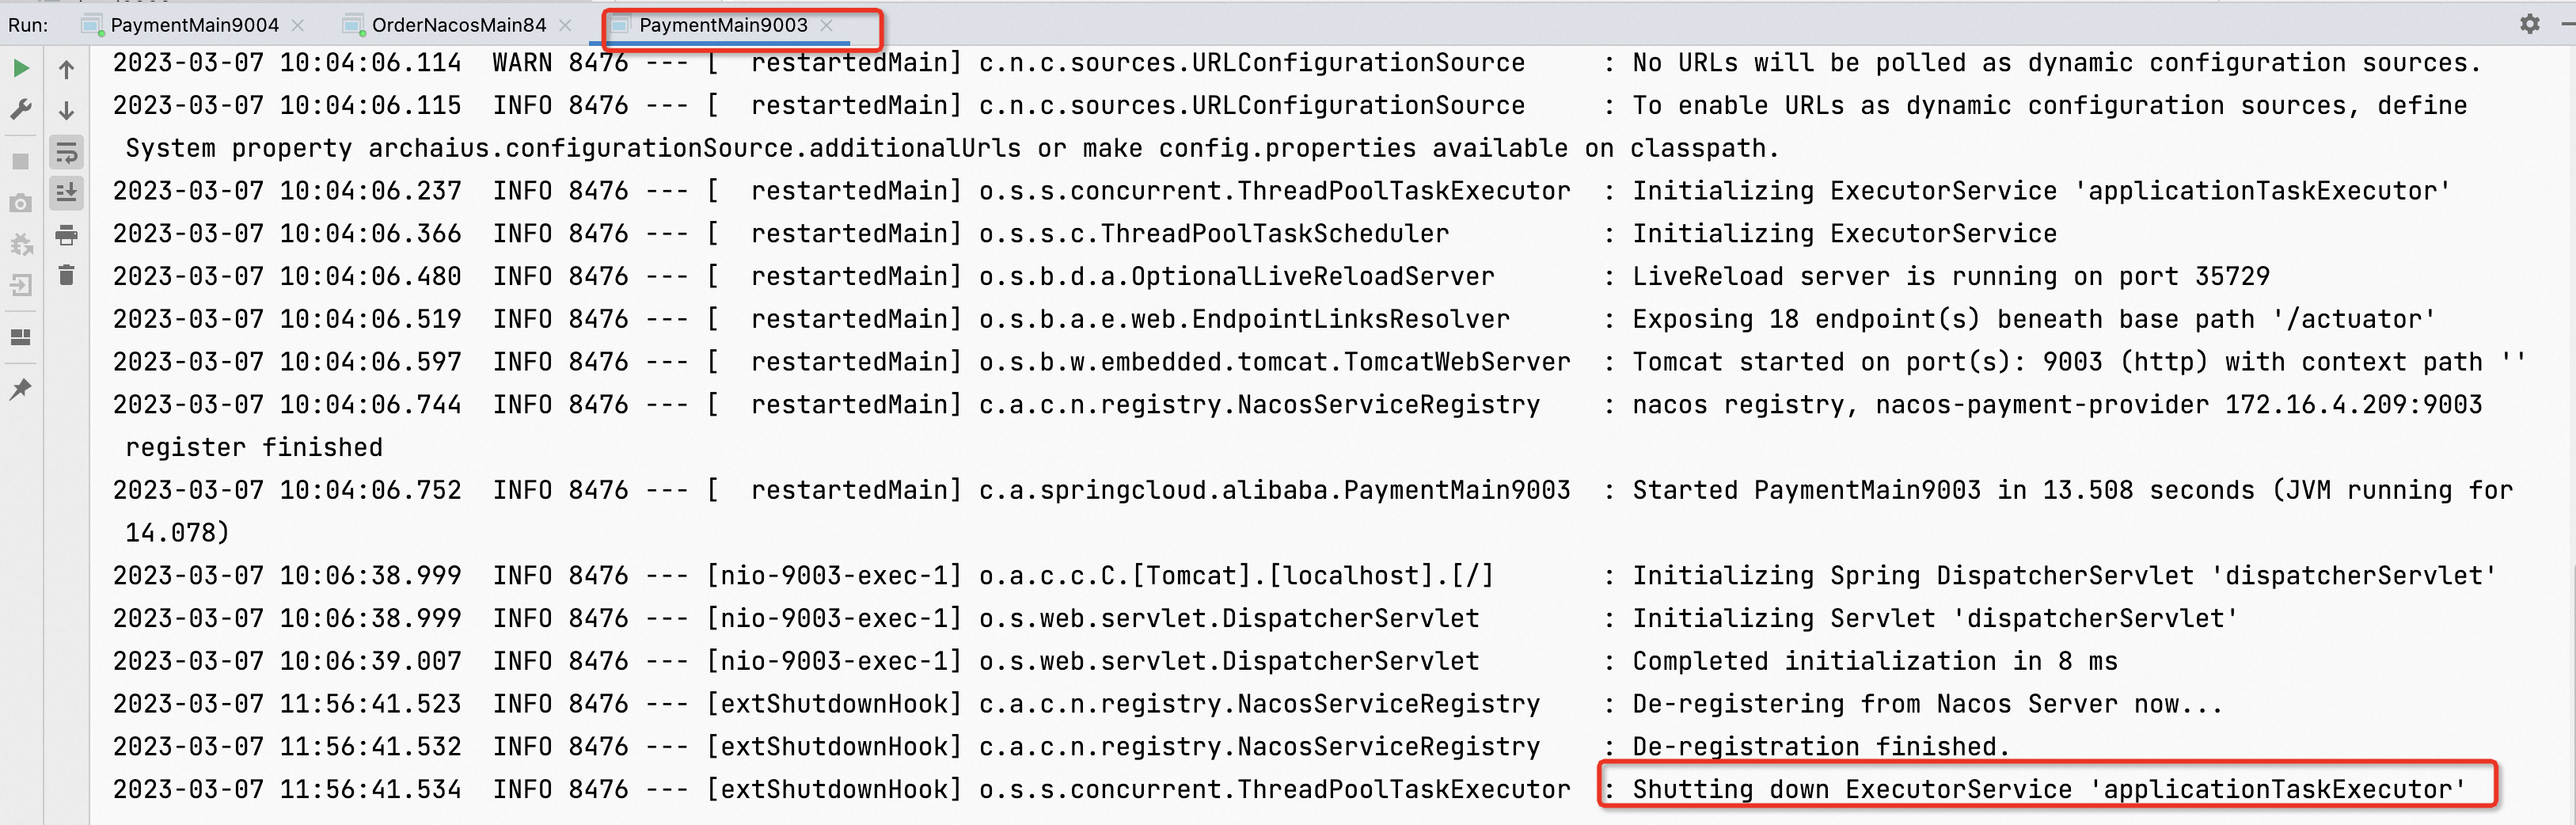 Run: PaymentMain9004 OrderNacosMain84 PaymentMain9003
2023-03-07 10:04:06.114  WARN 8476 --- [  restartedMain] c.n.c.sources.URLConfigurationSource     : No URLs will be polled as dynamic configuration sources.
2023-03-07 10:04:06.115  INFO 8476 --- [  restartedMain] c.n.c.sources.URLConfigurationSource     : To enable URLs as dynamic configuration sources, define
System property archaius.configurationSource.additionalUrls or make config.properties available on classpath.
2023-03-07 10:04:06.237  INFO 8476 --- [  restartedMain] o.s.s.concurrent.ThreadPoolTaskExecutor  : Initializing ExecutorService 'applicationTaskExecutor'
2023-03-07 10:04:06.366  INFO 8476 --- [  restartedMain] o.s.s.c.ThreadPoolTaskScheduler          : Initializing ExecutorService
2023-03-07 10:04:06.480  INFO 8476 --- [  restartedMain] o.s.b.d.a.OptionalLiveReloadServer       : LiveReload server is running on port 35729
2023-03-07 10:04:06.519  INFO 8476 --- [  restartedMain] o.s.b.a.e.web.EndpointLinksResolver      : Exposing 18 endpoint(s) beneath base path '/actuator'
2023-03-07 10:04:06.597  INFO 8476 --- [  restartedMain] o.s.b.w.embedded.tomcat.TomcatWebServer  : Tomcat started on port(s): 9003 (http) with context path ''
2023-03-07 10:04:06.744  INFO 8476 --- [  restartedMain] c.a.c.n.registry.NacosServiceRegistry    : nacos registry, nacos-payment-provider 172.16.4.209:9003
register finished
2023-03-07 10:04:06.752  INFO 8476 --- [  restartedMain] c.a.springcloud.alibaba.PaymentMain9003  : Started PaymentMain9003 in 13.508 seconds (JVM running for
14.078)
2023-03-07 10:06:38.999  INFO 8476 --- [nio-9003-exec-1] o.a.c.c.C.[Tomcat].[localhost].[/]       : Initializing Spring DispatcherServlet 'dispatcherServlet'
2023-03-07 10:06:38.999  INFO 8476 --- [nio-9003-exec-1] o.s.web.servlet.DispatcherServlet        : Initializing Servlet 'dispatcherServlet'
2023-03-07 10:06:39.007  INFO 8476 --- [nio-9003-exec-1] o.s.web.servlet.DispatcherServlet        : Completed initialization in 8 ms
2023-03-07 11:56:41.523  INFO 8476 --- [extShutdownHook] c.a.c.n.registry.NacosServiceRegistry    : De-registering from Nacos Server now...
2023-03-07 11:56:41.532  INFO 8476 --- [extShutdownHook] c.a.c.n.registry.NacosServiceRegistry    : De-registration finished.
2023-03-07 11:56:41.534  INFO 8476 --- [extShutdownHook] o.s.s.concurrent.ThreadPoolTaskExecutor  : Shutting down ExecutorService 'applicationTaskExecutor'